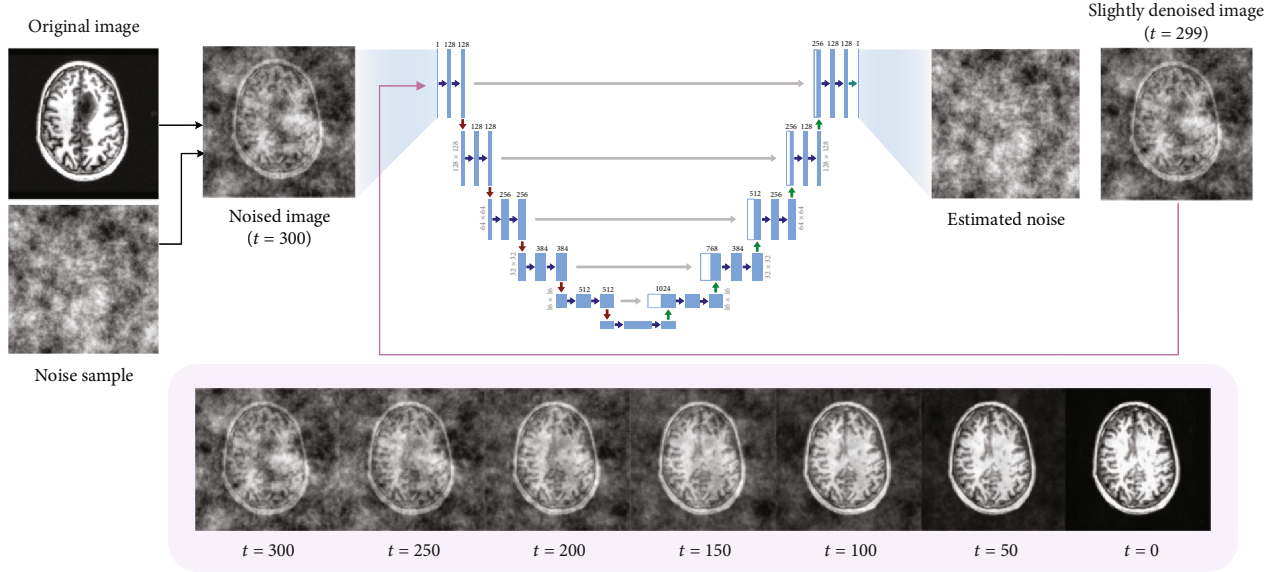 Original image
Noise sample
Noised image
(t = 300)
1 128 128
128 × 128
128 128
64 × 64
256 256
32 × 32
384 384
16 × 16
512 512
1024
16 × 16
768 384
32 × 32
512 256
64 × 64
256 128
128 × 128
256 128 128 1
Estimated noise
Slightly denoised image
(t = 299)
t = 300
t = 250
t = 200
t = 150
t = 100
t = 50
t = 0